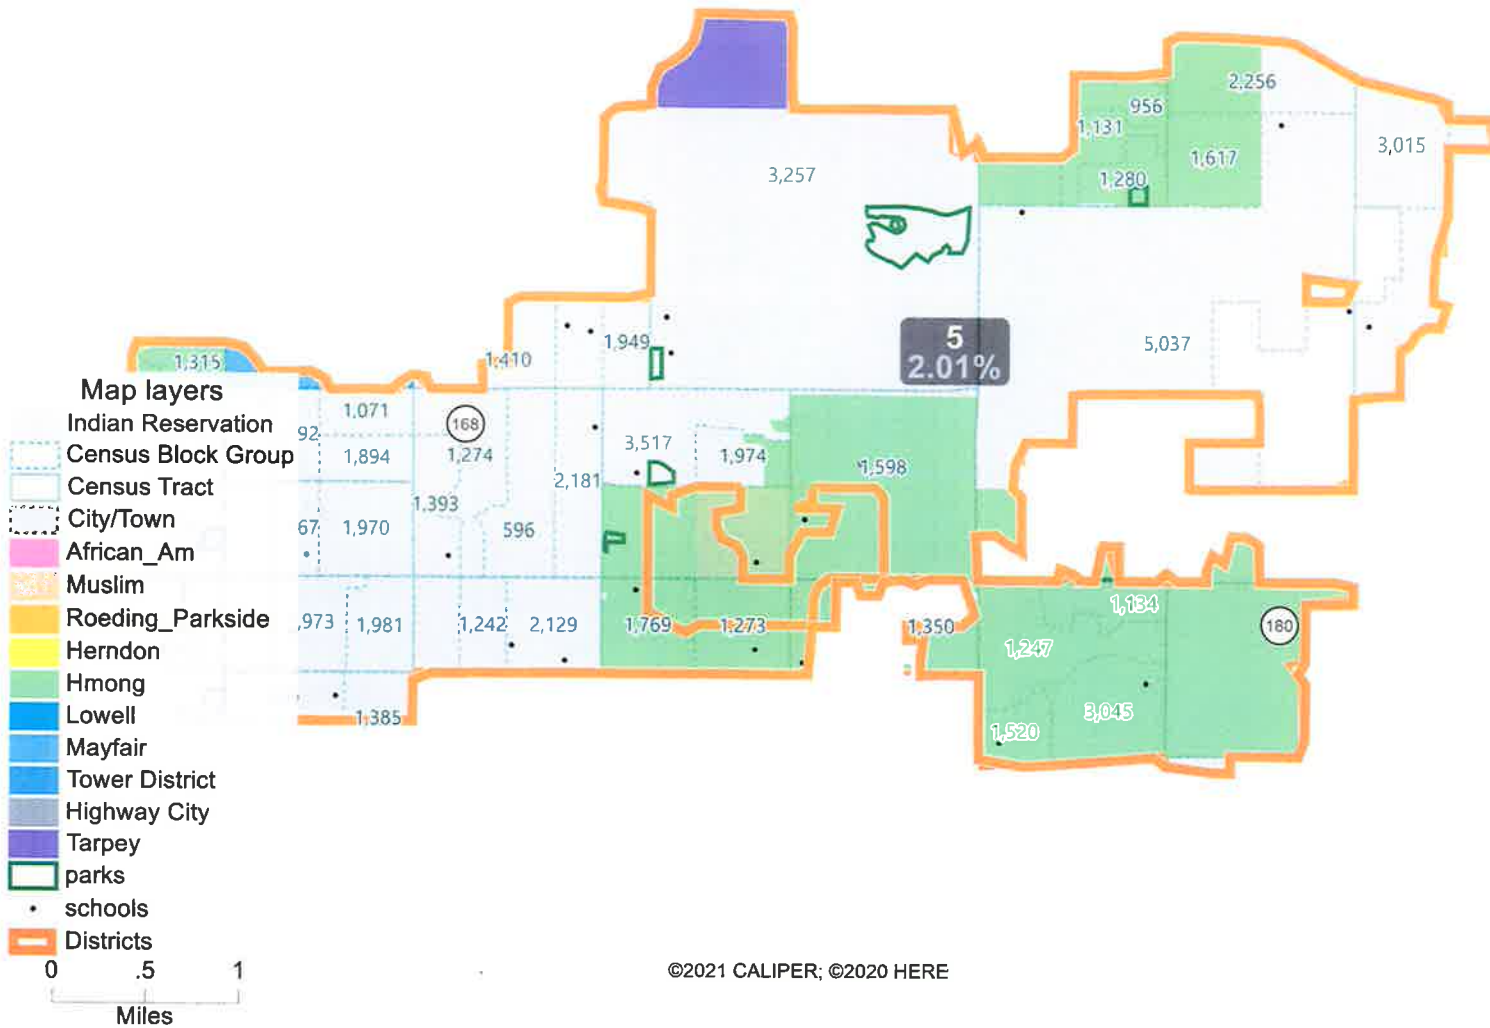 2,256
956
1,131
3,015
1,617
3,257
1,280
5
2.01%
1,949
5,037
1,410
1,315
Map layers
Indian Reservation
Census Block Group
Census Tract
City/Town
African_Am
Muslim
Roeding_Parkside
Herndon
Hmong
Lowell
Mayfair
Tower District
Highway City
Tarpey
parks
schools
Districts
0 .5 1
Miles
1,071
168
92
1,894
1,274
3,517
1,974
1,598
2,181
1,393
67
1,970
596
,973
1,981
1,242
2,129
1,769
1,273
1,350
1,134
180
1,247
3,045
1,520
1,385
©2021 CALIPER; ©2020 HERE